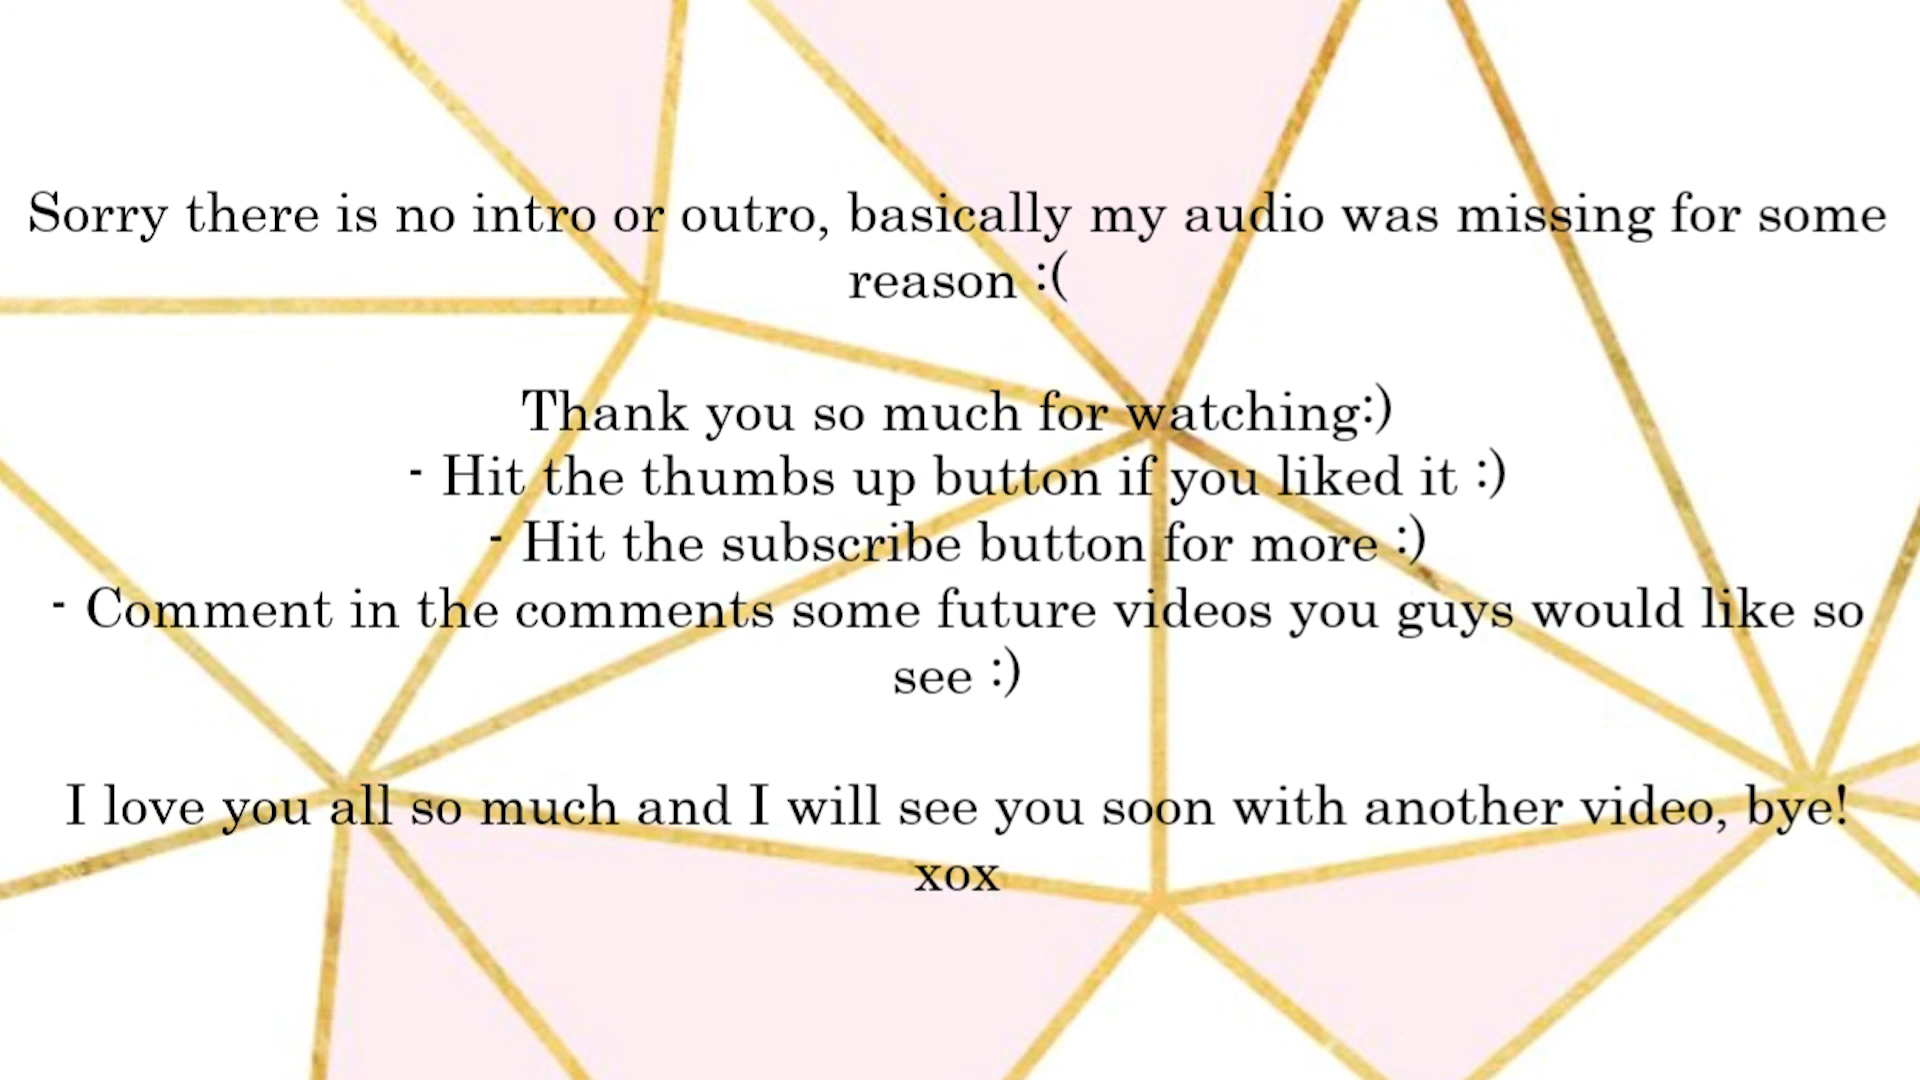 Sorry there is no intro or outro, basically my audio was missing for some
reason :(
Thank you so much for watching:)
- Hit the thumbs up button if you liked it :)
- Hit the subscribe button for more :)
- Comment in the comments some future videos you guys would like so
see :)
I love you all so much and I will see you soon with another video, bye!
xox